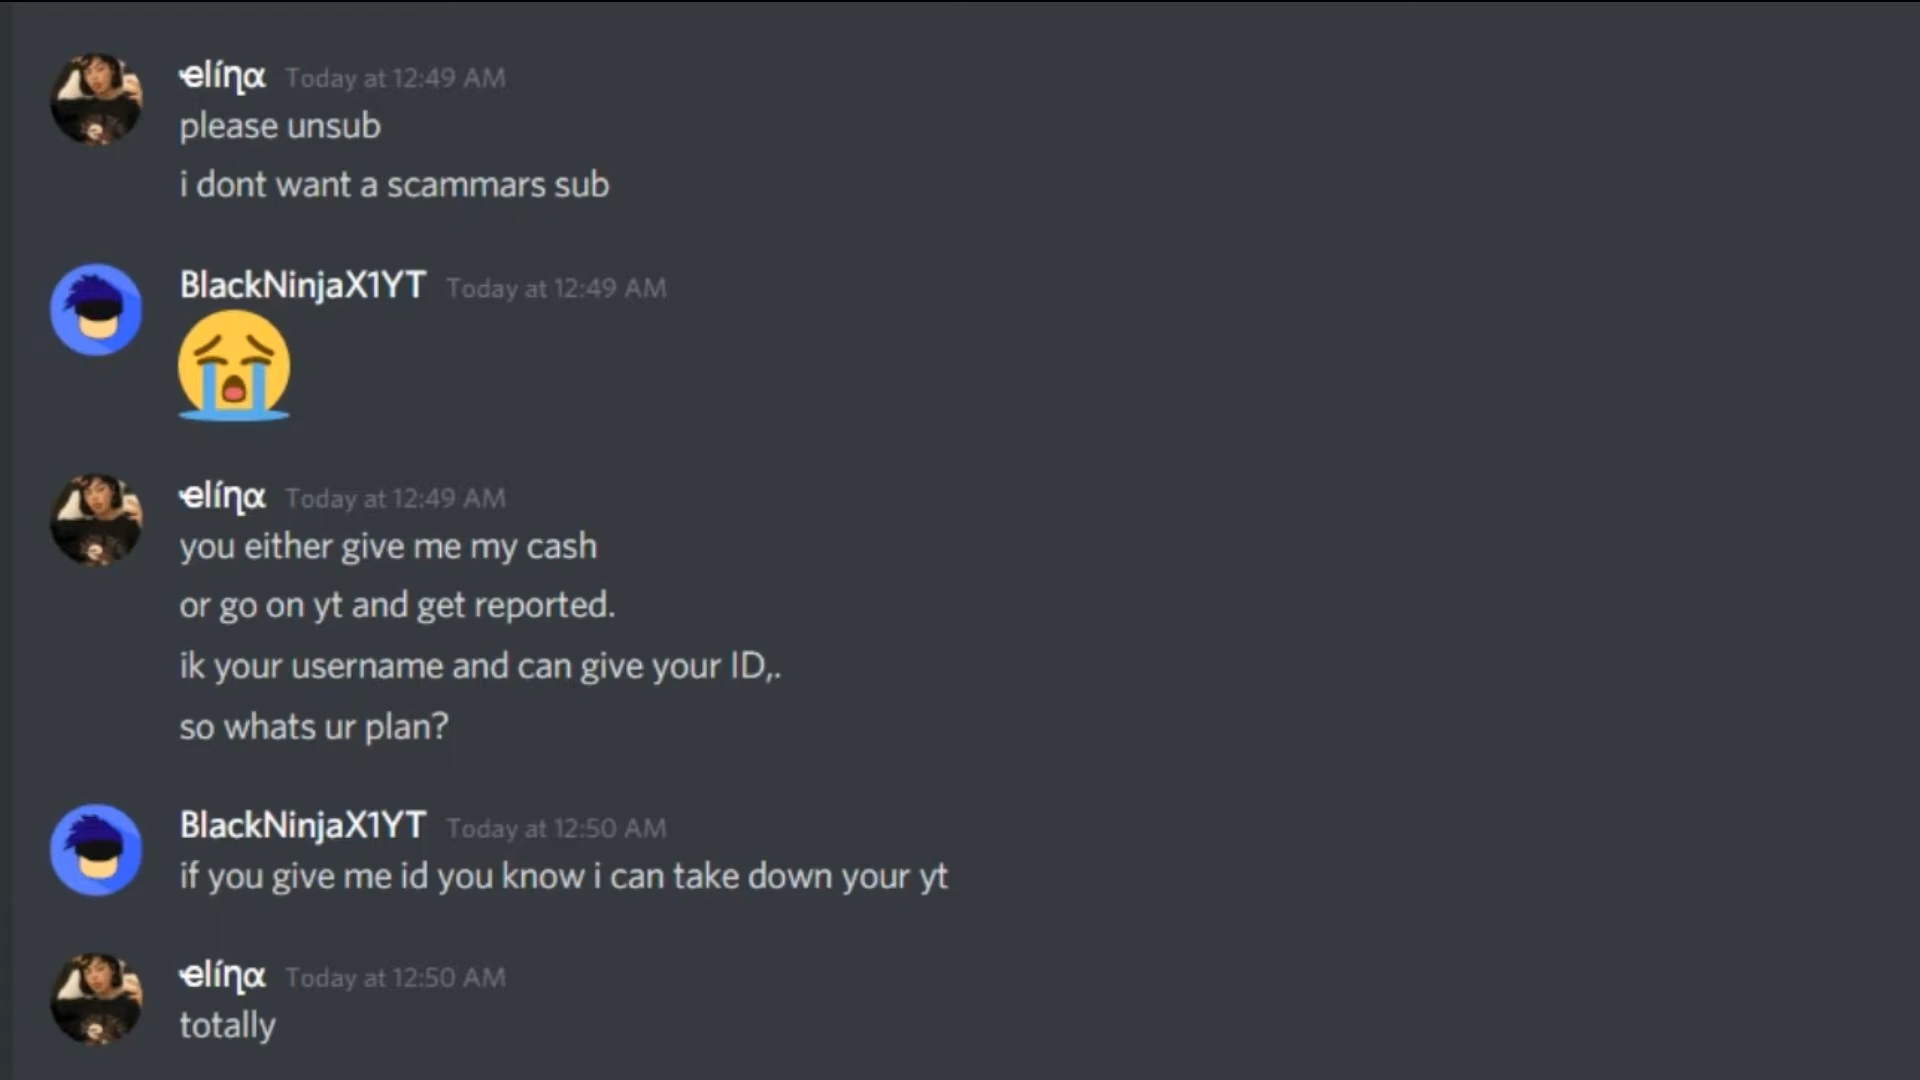 elíɳα Today at 12:49 AM
please unsub
i dont want a scammars sub
BlackNinjaX1YT Today at 12:49 AM
elíɳα Today at 12:49 AM
you either give me my cash
or go on yt and get reported.
ik your username and can give your ID,.
so whats ur plan?
BlackNinjaX1YT Today at 12:50 AM
if you give me id you know i can take down your yt
elíɳα Today at 12:50 AM
totally